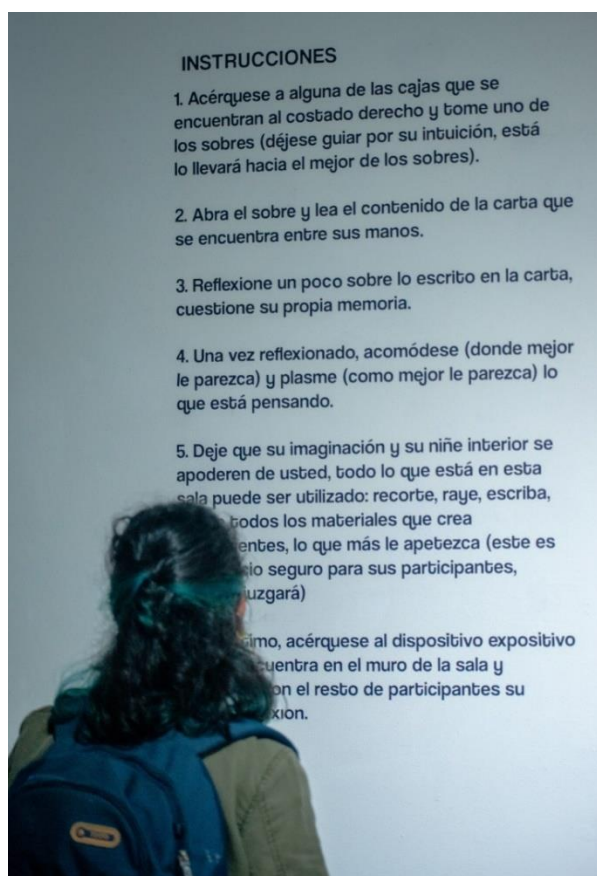 INSTRUCCIONES
1. Acérquese a alguna de las cajas que se
encuentran al costado derecho y tome uno de
los sobres (déjese guiar por su intuición, está
lo llevará hacia el mejor de los sobres).
2. Abra el sobre y lea el contenido de la carta que
se encuentra entre sus manos.
3. Reflexione un poco sobre lo escrito en la carta,
cuestione su propia memoria.
4. Una vez reflexionado, acomódese (donde mejor
le parezca) y plasme (como mejor le parezca) lo
que está pensando.
5. Deje que su imaginación y su niñe interior se
apoderen de usted, todo lo que está en esta
sala puede ser utilizado: recorte, raye, escriba,
todos los materiales que crea
lo que más le apetezca (este es
seguro para sus participantes,
acérquese al dispositivo expositivo
en el muro de la sala y
el resto de participantes su